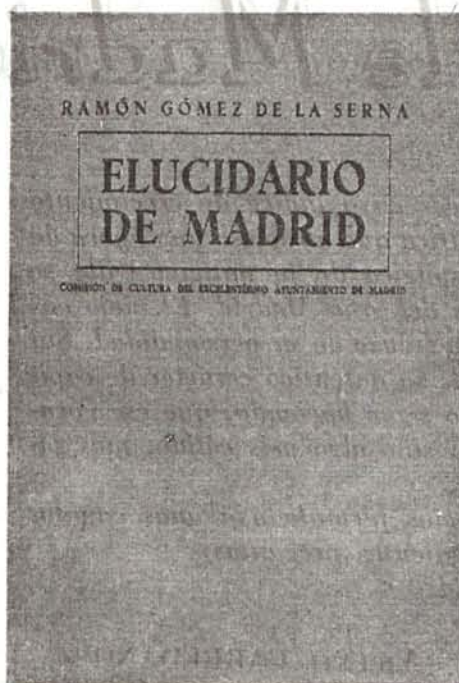 RAMÓN GÓMEZ DE LA SERNA
ELUCIDARIO
DE MADRID
COMISIÓN DE CULTURA DEL EXCELENTÍSIMO AYUNTAMIENTO DE MADRID